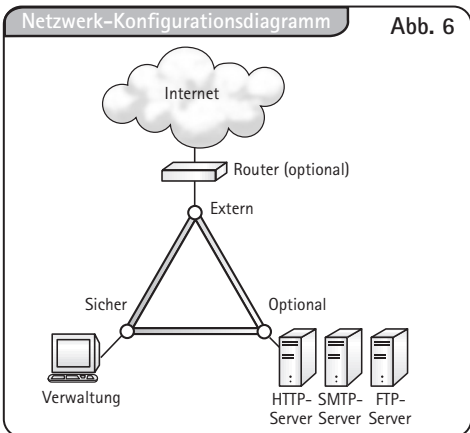 Netzwerk-Konfigurationsdiagramm
Abb. 6
Internet
Router (optional)
Extern
Sicher
Optional
Verwaltung
HTTP- SMTP- FTP-
Server Server Server